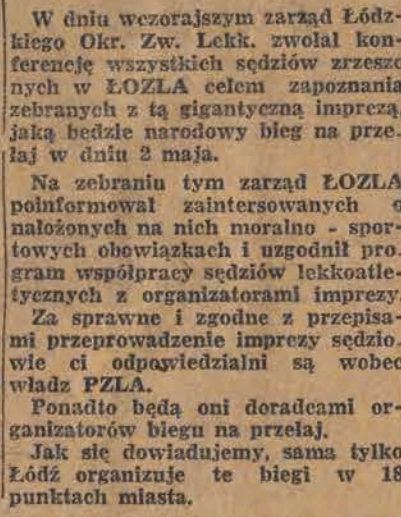 W dniu wczorajszym zarząd Łódz-
kiego Okr. Zw. Lekk. zwołał kon-
ferencję wszystkich sędziów zrzeszo
nych w ŁOZLA celem zapoznania
zebranych z tą gigantyczną imprezą,
jaką będzie narodowy bieg na prze-
łaj w dniu 2 maja.
Na zebraniu tym zarząd ŁOZLA
poinformował zaintersowanych o
nałożonych na nich moralno - spor-
towych obowiązkach i uzgodnił pro-
gram współpracy sędziów lekkoatle-
tycznych z organizatorami imprezy.
Za sprawne i zgodne z przepisa-
mi przeprowadzenie imprezy sędzio-
wie ci odpowiedzialni są wobec
władz PZLA.
Ponadto będą oni doradcami or-
ganizatorów biegu na przełaj.
Jak się dowiadujemy, sama tylko
Łódź organizuje te biegi w 18
punktach miasta.